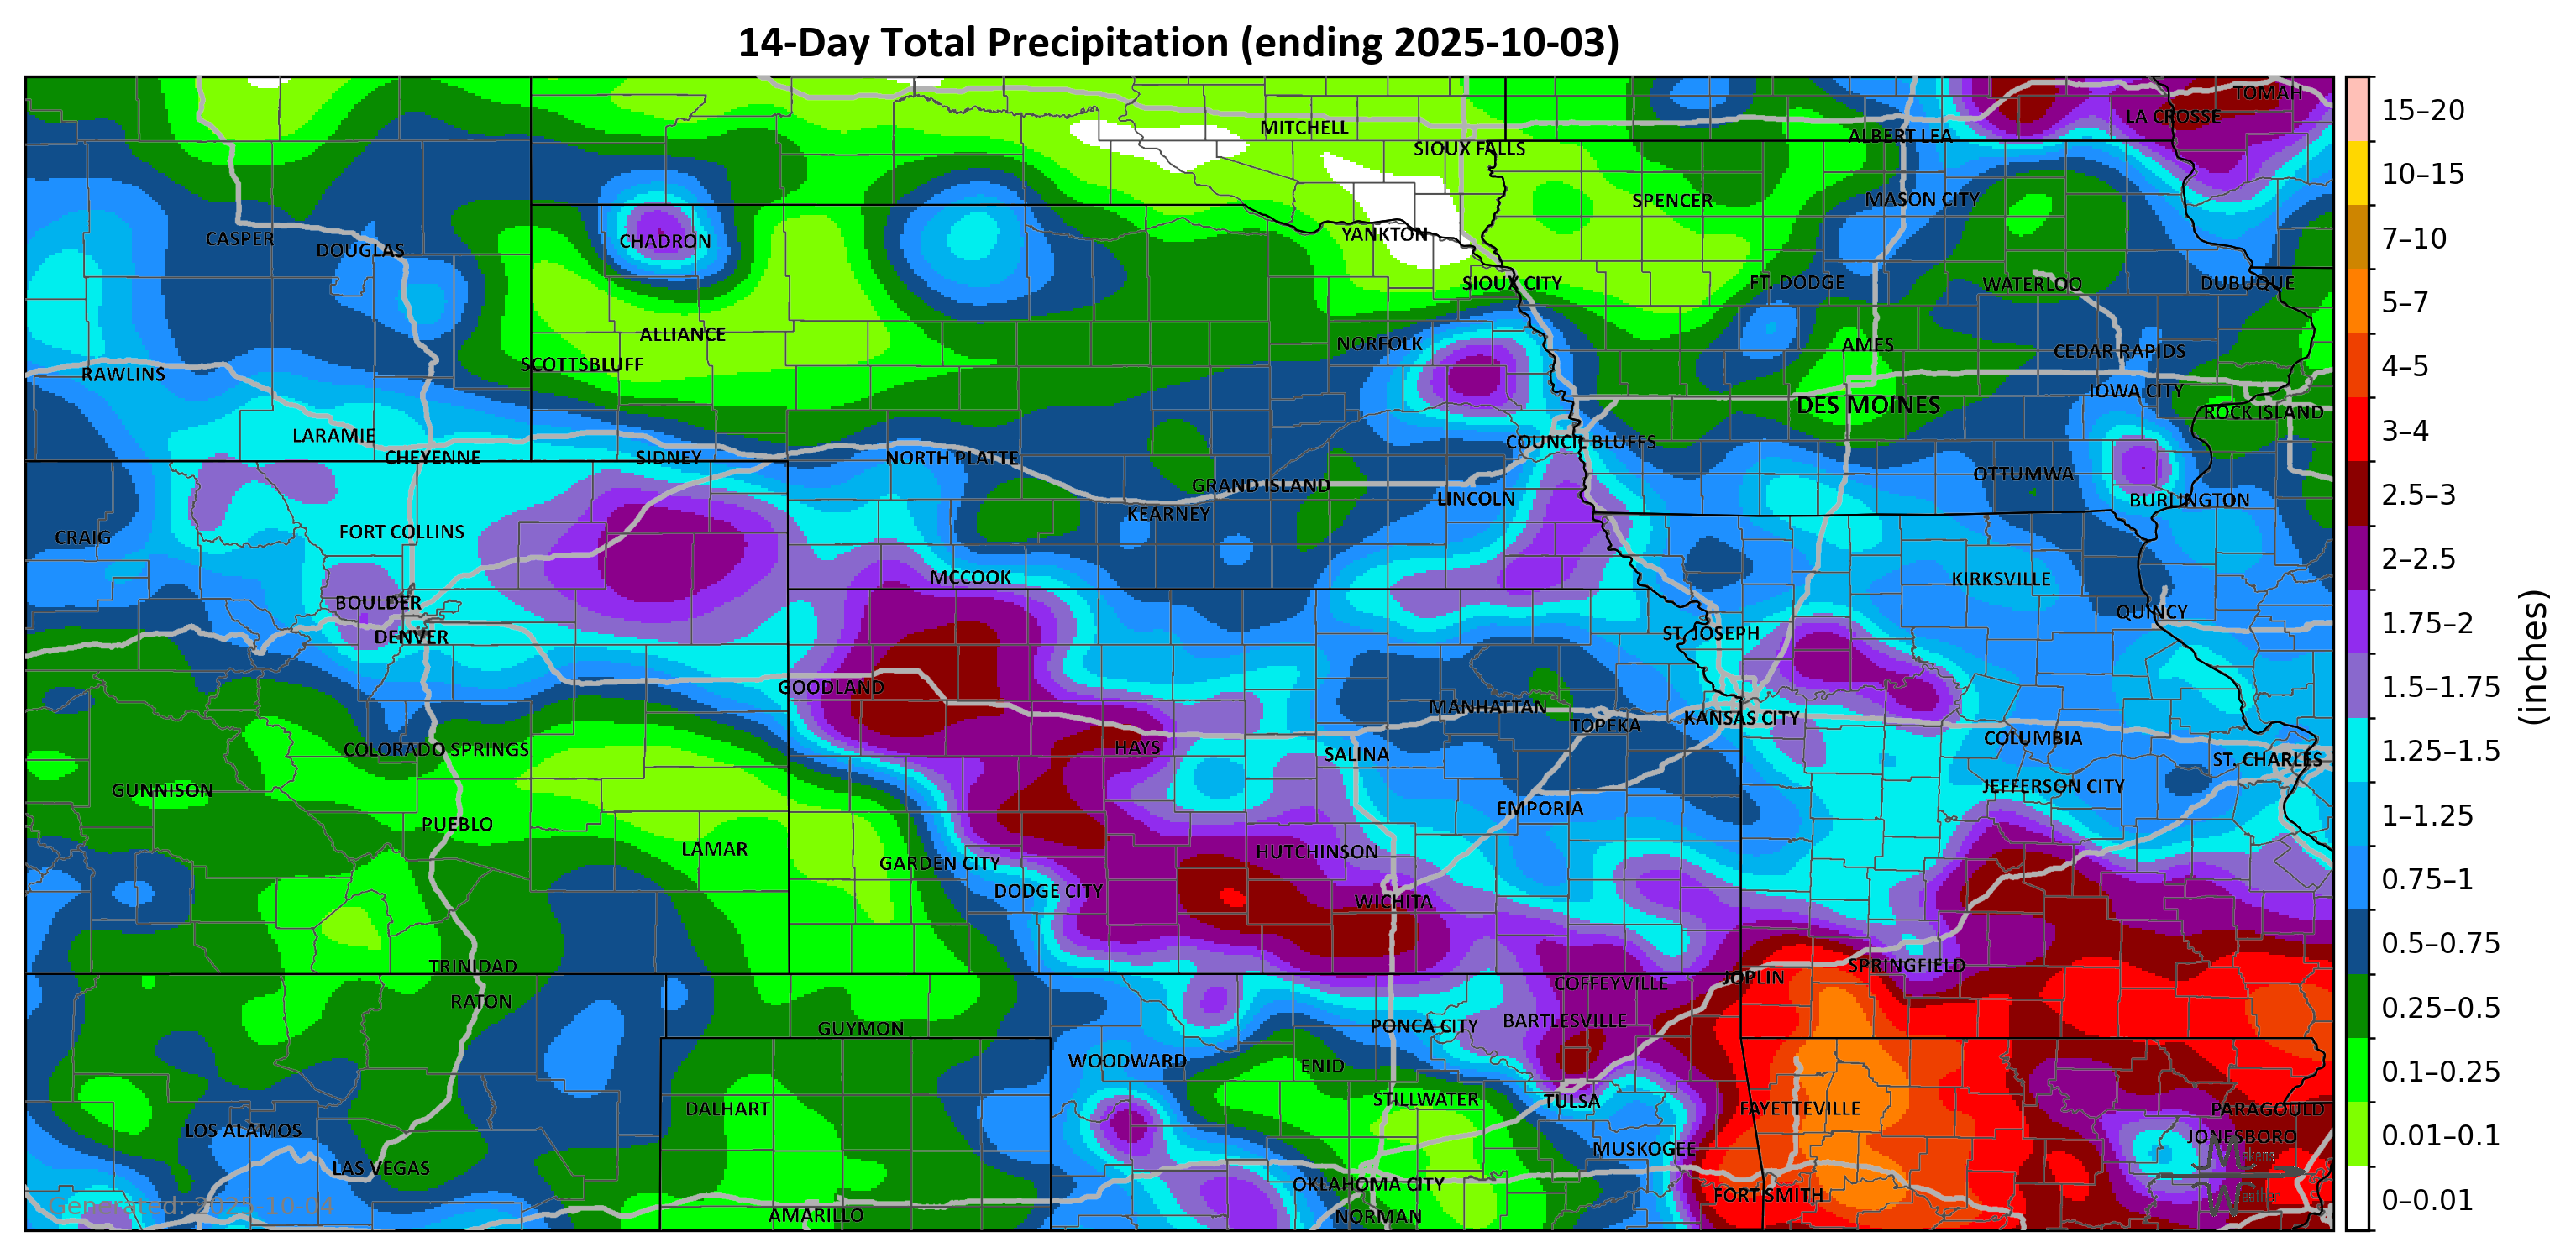 14-Day Total Precipitation (ending 2025-10-03)
TOMAH
LA CROSSE
MITCHELL
ALBERT LEA
SIOUX FALLS
SPENCER
MASON CITY
CASPER
DOUGLAS
CHADRON
YANKTON
SIOUX CITY
FT. DODGE
WATERLOO
DUBUQUE
ALLIANCE
NORFOLK
AMES
CEDAR RAPIDS
SCOTTSBLUFF
RAWLINS
IOWA CITY
DES MOINES
ROCK ISLAND
LARAMIE
COUNCIL BLUFFS
CHEYENNE
SIDNEY
NORTH PLATTE
OTTUMWA
GRAND ISLAND
LINCOLN
BURLINGTON
KEARNEY
CRAIG
FORT COLLINS
MCCOOK
KIRKSVILLE
BOULDER
QUINCY
DENVER
ST. JOSEPH
GOODLAND
MANHATTAN
TOPEKA
KANSAS CITY
COLUMBIA
COLORADO SPRINGS
HAYS
SALINA
ST. CHARLES
GUNNISON
JEFFERSON CITY
EMPORIA
PUEBLO
LAMAR
HUTCHINSON
GARDEN CITY
DODGE CITY
WICHITA
TRINIDAD
SPRINGFIELD
JOPLIN
COFFEYVILLE
RATON
BARTLESVILLE
PONCA CITY
GUYMON
WOODWARD
ENID
STILLWATER
TULSA
DALHART
FAYETTEVILLE
PARAGOULD
LOS ALAMOS
JONESBORO
MUSKOGEE
LAS VEGAS
OKLAHOMA CITY
FORT SMITH
AMARILLO
NORMAN
Generated: 2025-10-04
15–20
10–15
7–10
5–7
4–5
3–4
2.5–3
2–2.5
1.75–2
1.5–1.75
1.25–1.5
1–1.25
0.75–1
0.5–0.75
0.25–0.5
0.1–0.25
0.01–0.1
0–0.01
(inches)